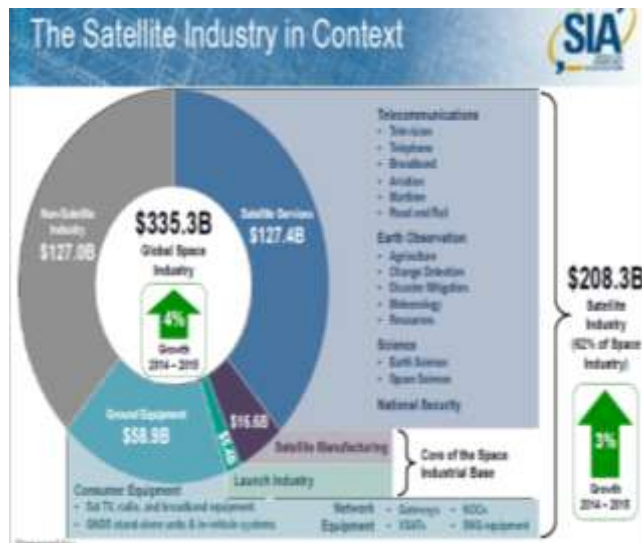 The Satellite Industry in Context
SIA
Non-Satellite
Industry
$127.0B
$335.3B
Global Space
Industry
4%
Growth
2014 – 2015
Satellite Services
$127.4B
Ground Equipment
$58.9B
$16.6B
Telecommunications
• Television
• Telephone
• Broadband
• Aviation
• Maritime
• Road and Rail
Earth Observation
• Agriculture
• Change Detection
• Disaster Mitigation
• Meteorology
• Resources
Science
• Earth Science
• Space Science
National Security
Satellite Manufacturing
Launch Industry
Core of the Space
Industrial Base
Consumer Equipment
• Sat TV, radio, and broadband equipment
• GNSS stand-alone units & in-vehicle systems
Network
Equipment
• Gateways
• VSATs
• NOCs
• SNG equipment
$208.3B
Satellite
Industry
(62% of Space
Industry)
3%
Growth
2014 – 2015